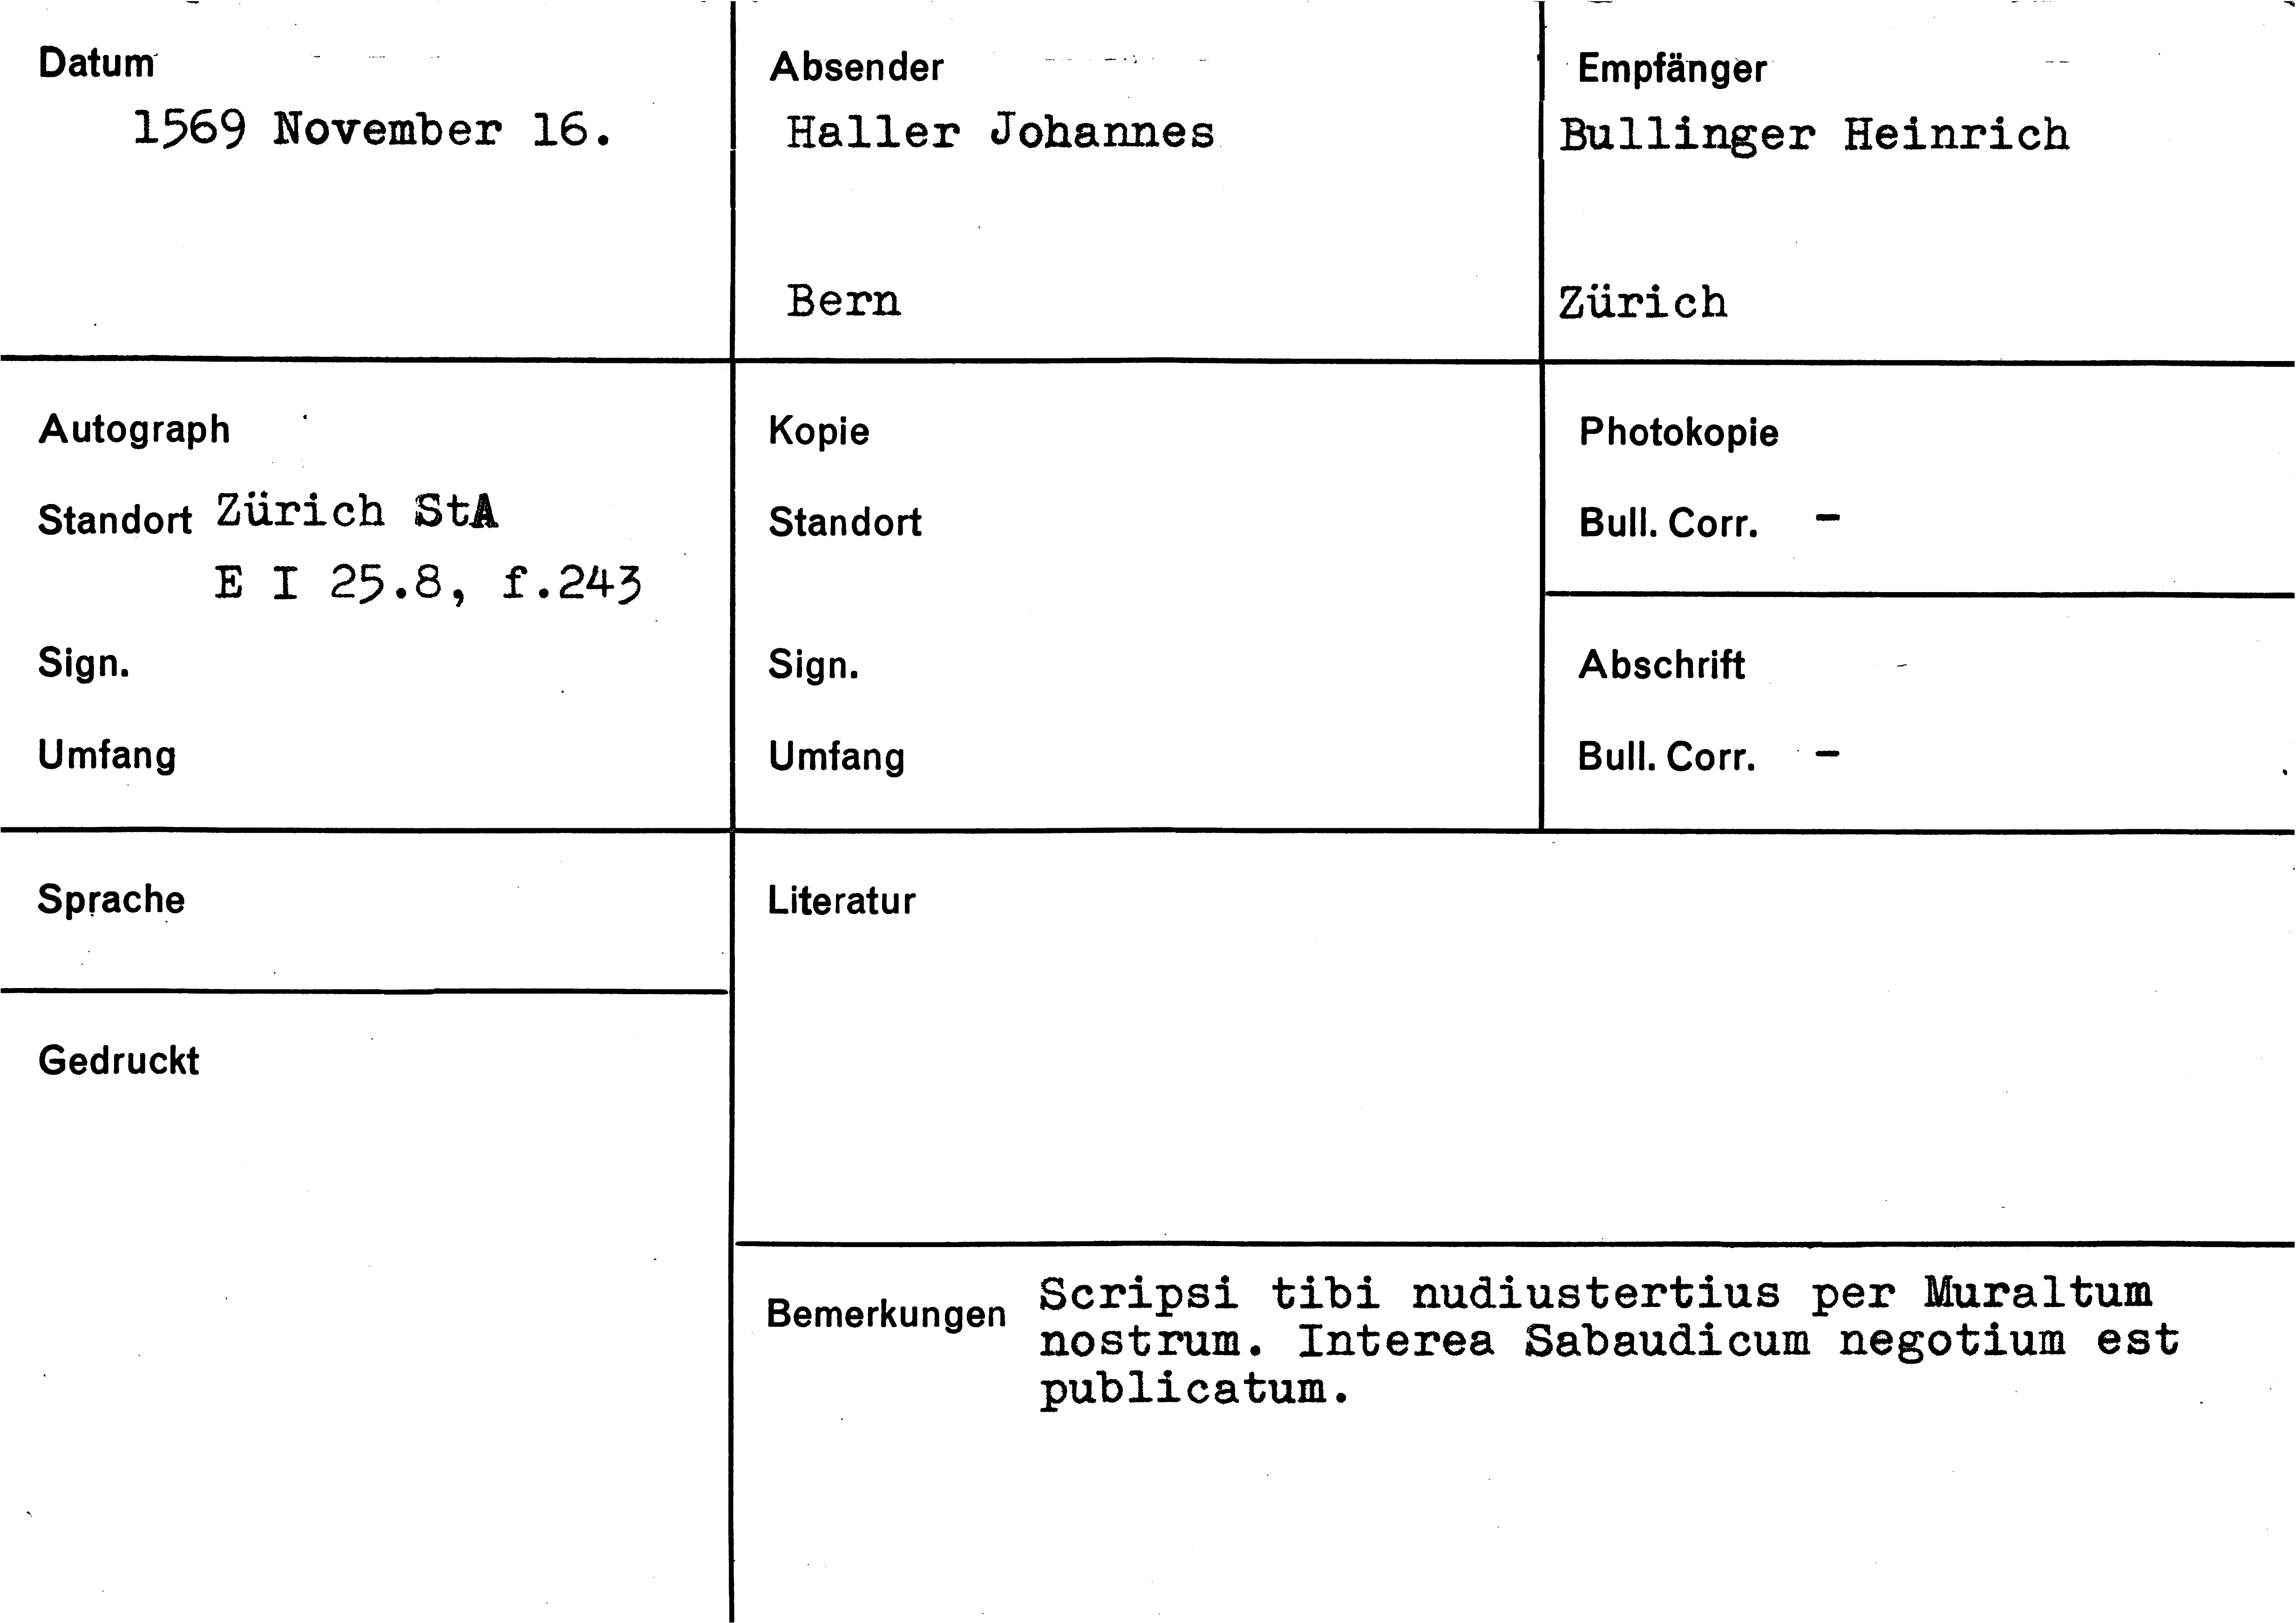 Datum
1569 November 16.
Absender
Haller Johannes
Bern
Empfänger
Bullinger Heinrich
Zürich
Autograph
Standort Zürich StA
E I 25.8, f.243
Sign.
Umfang
Kopie
Standort
Sign.
Umfang
Photokopie
Bull. Corr. -
Abschrift
Bull. Corr. -
Sprache
Gedruckt
Literatur
Bemerkungen Scripsi tibi nudiustertius per Muraltum
nostrum. Interea Sabaudicum negotium est
publicatum.